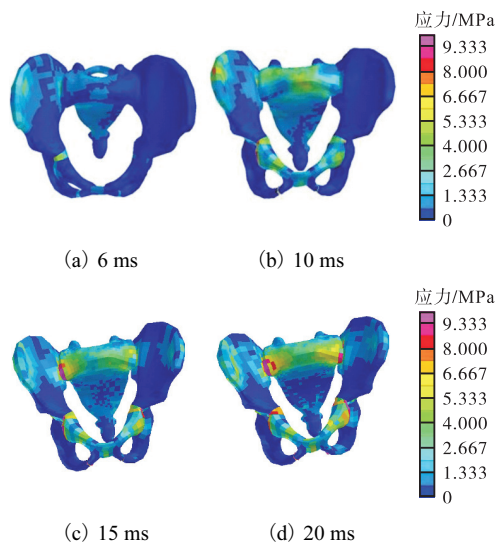 应力/MPa
9.333
8.000
6.667
5.333
4.000
2.667
1.333
0
(a) 6 ms
(b) 10 ms
应力/MPa
9.333
8.000
6.667
5.333
4.000
2.667
1.333
0
(c) 15 ms
(d) 20 ms